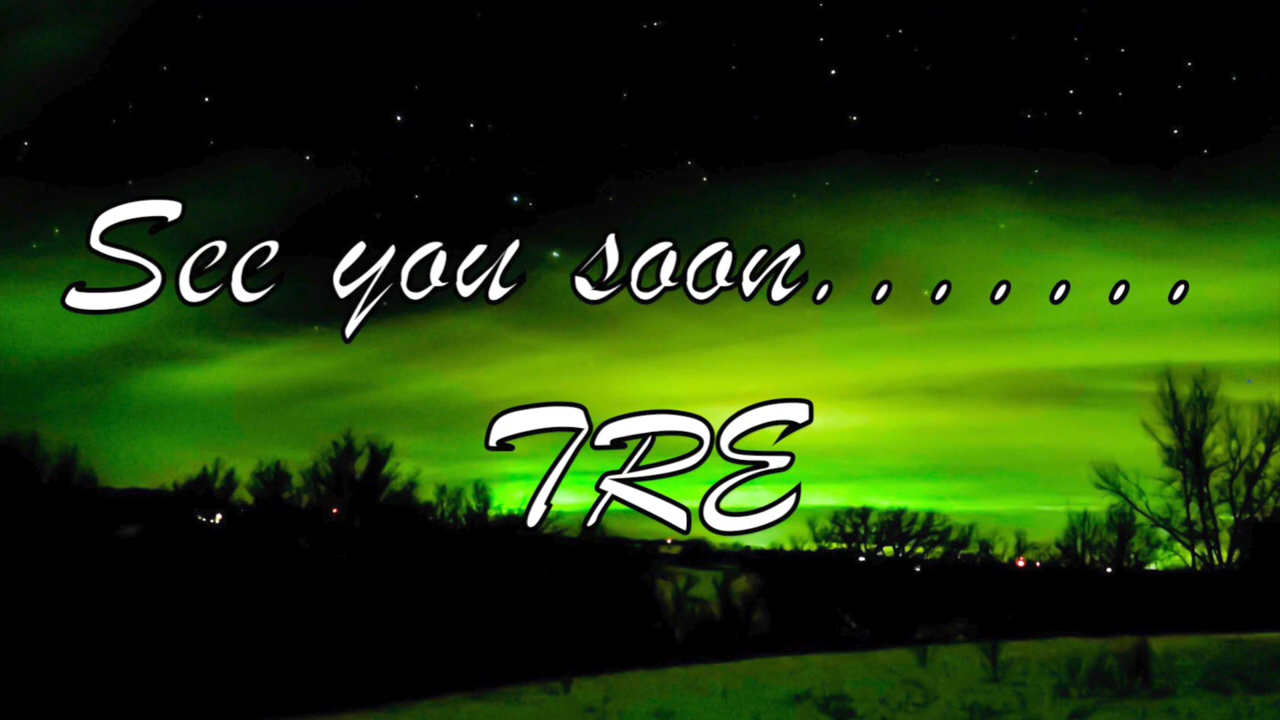 See you soon. . . . . . .
TRE